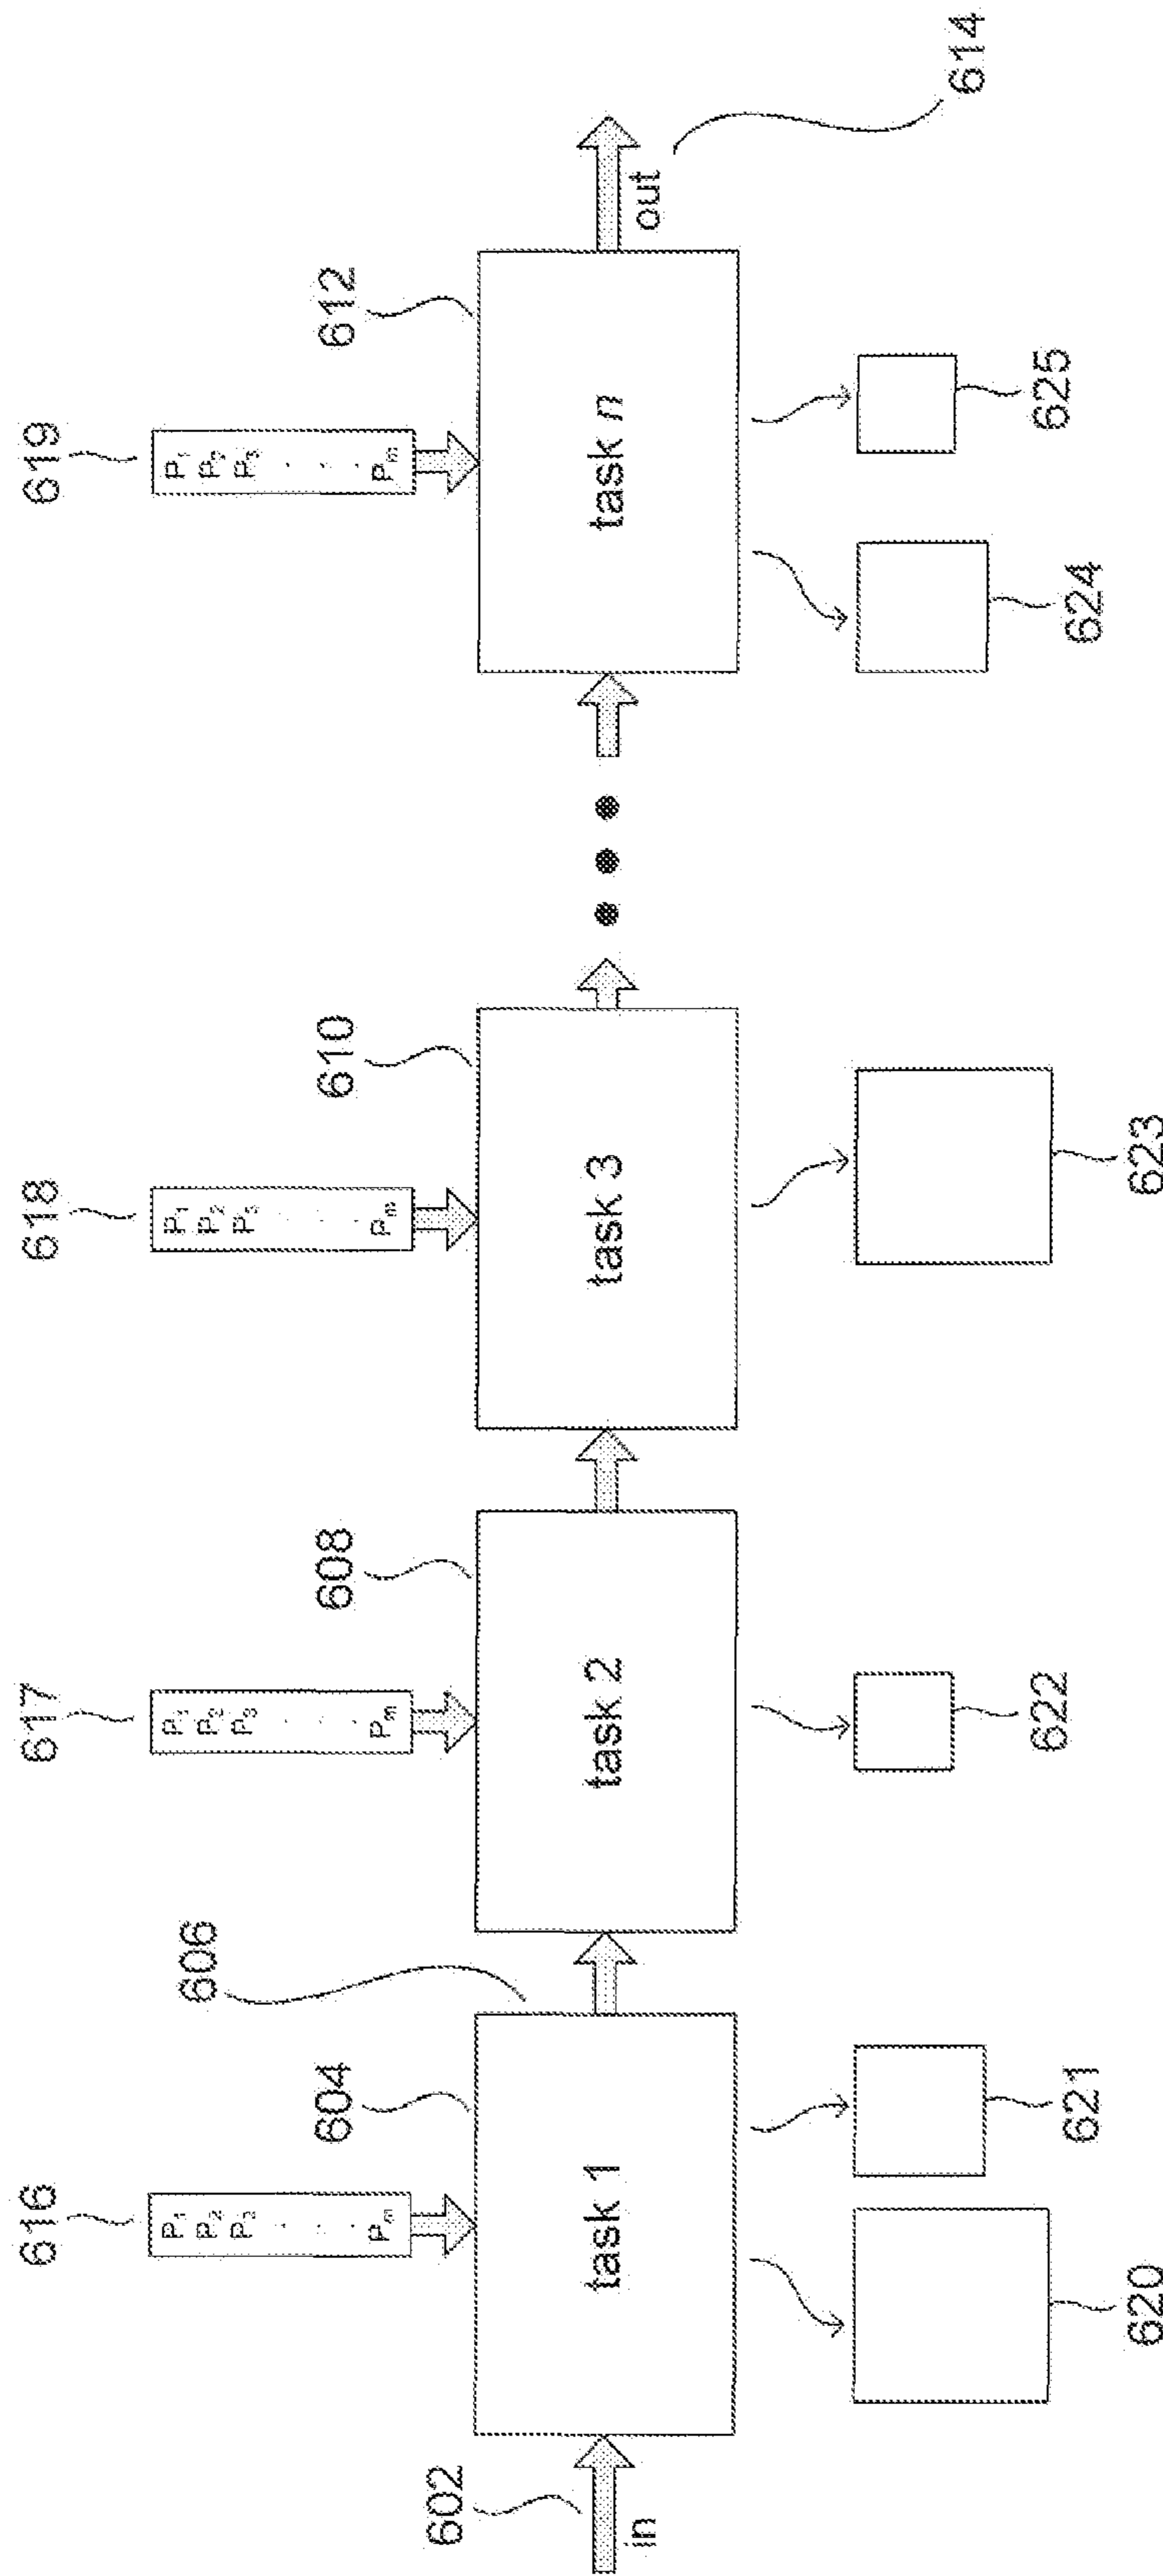 616
617
618
619
P₁
P₂
P₃
. . .
Pₘ
P₁
P₂
P₃
. . .
Pₘ
P₁
P₂
P₃
. . .
Pₘ
P₁
P₂
P₃
. . .
Pₘ
602
604
606
608
610
612
in
task 1
task 2
task 3
task n
out
614
620
621
622
623
624
625